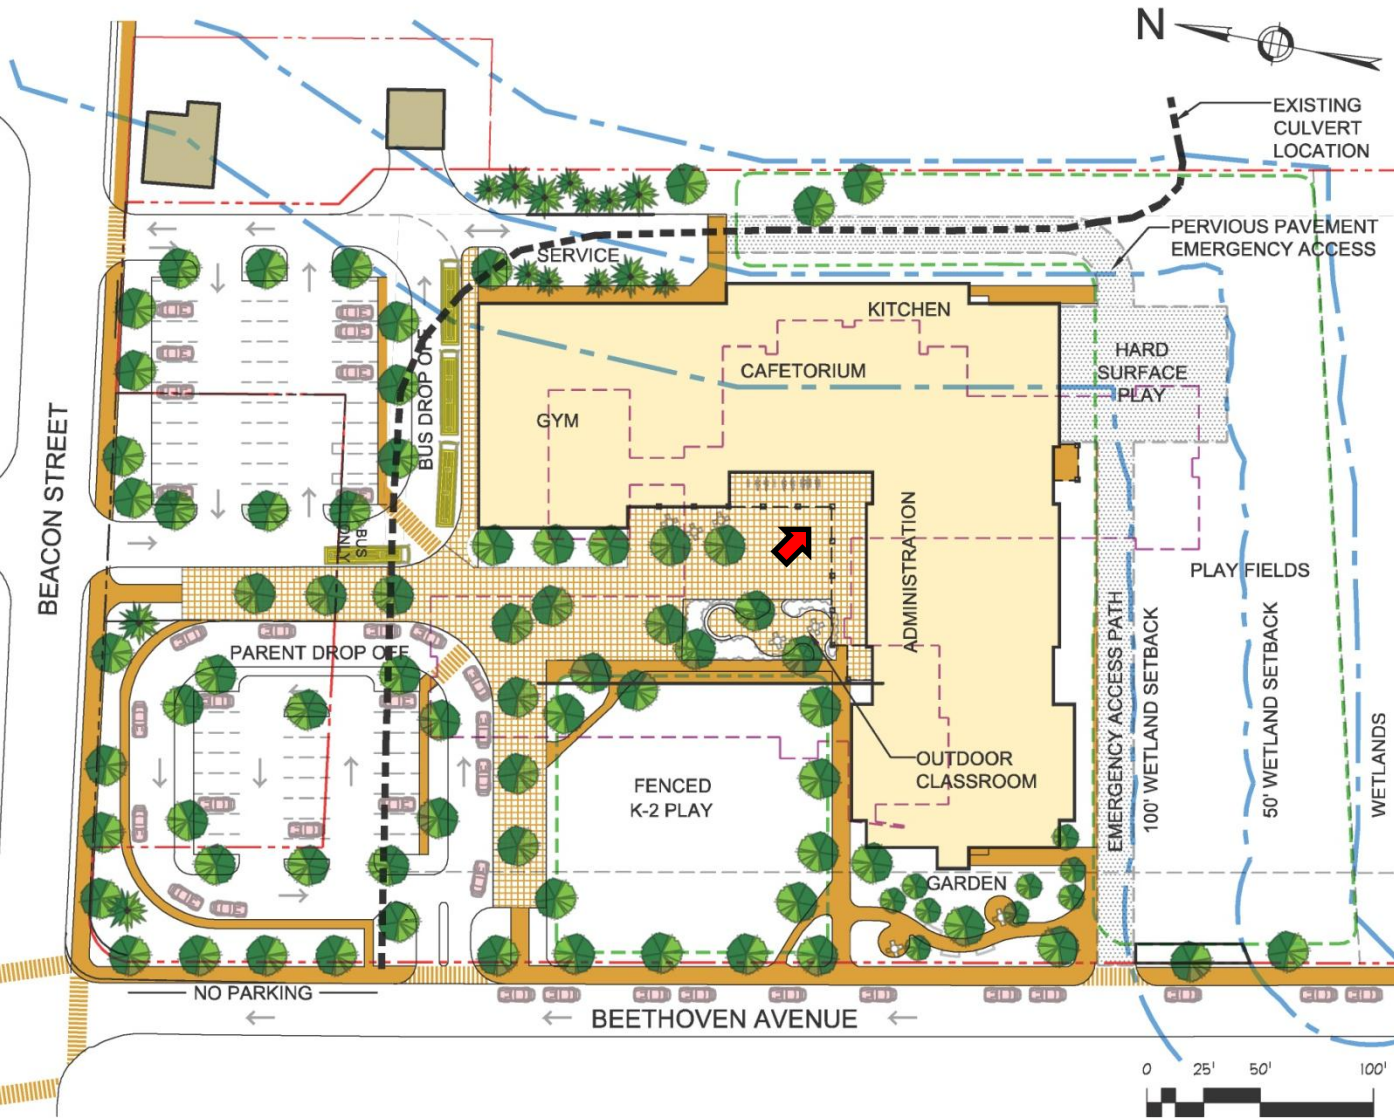 N
EXISTING
CULVERT
LOCATION
PERVIOUS PAVEMENT
EMERGENCY ACCESS
SERVICE
KITCHEN
CAFETORIUM
GYM
HARD
SURFACE
PLAY
BUS DROP OFF
BUS
ONLY
BEACON STREET
ADMINISTRATION
PLAY FIELDS
PARENT DROP OFF
OUTDOOR
CLASSROOM
FENCED
K-2 PLAY
EMERGENCY ACCESS PATH
100' WETLAND SETBACK
50' WETLAND SETBACK
WETLANDS
GARDEN
NO PARKING
BEETHOVEN AVENUE
0 25' 50' 100'